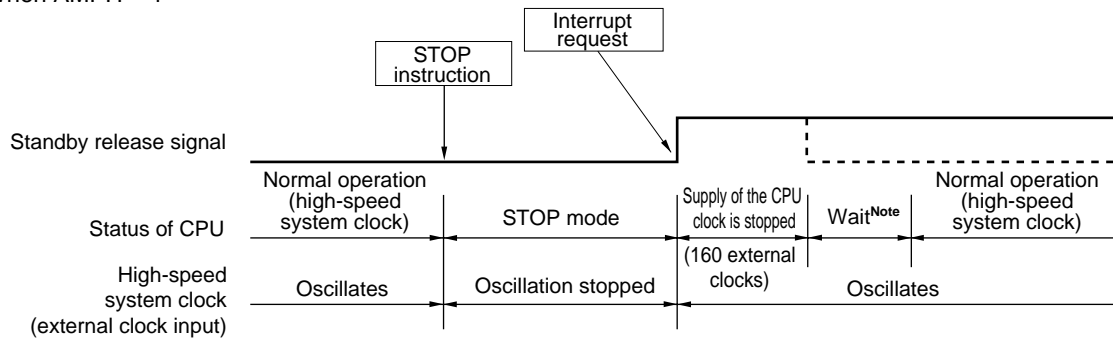 Interrupt
request
STOP
instruction
Standby release signal
Normal operation
(high-speed
system clock)
STOP mode
Supply of the CPU
clock is stopped
(160 external
clocks)
WaitNote
Normal operation
(high-speed
system clock)
Status of CPU
High-speed
system clock
(external clock input)
Oscillates
Oscillation stopped
Oscillates